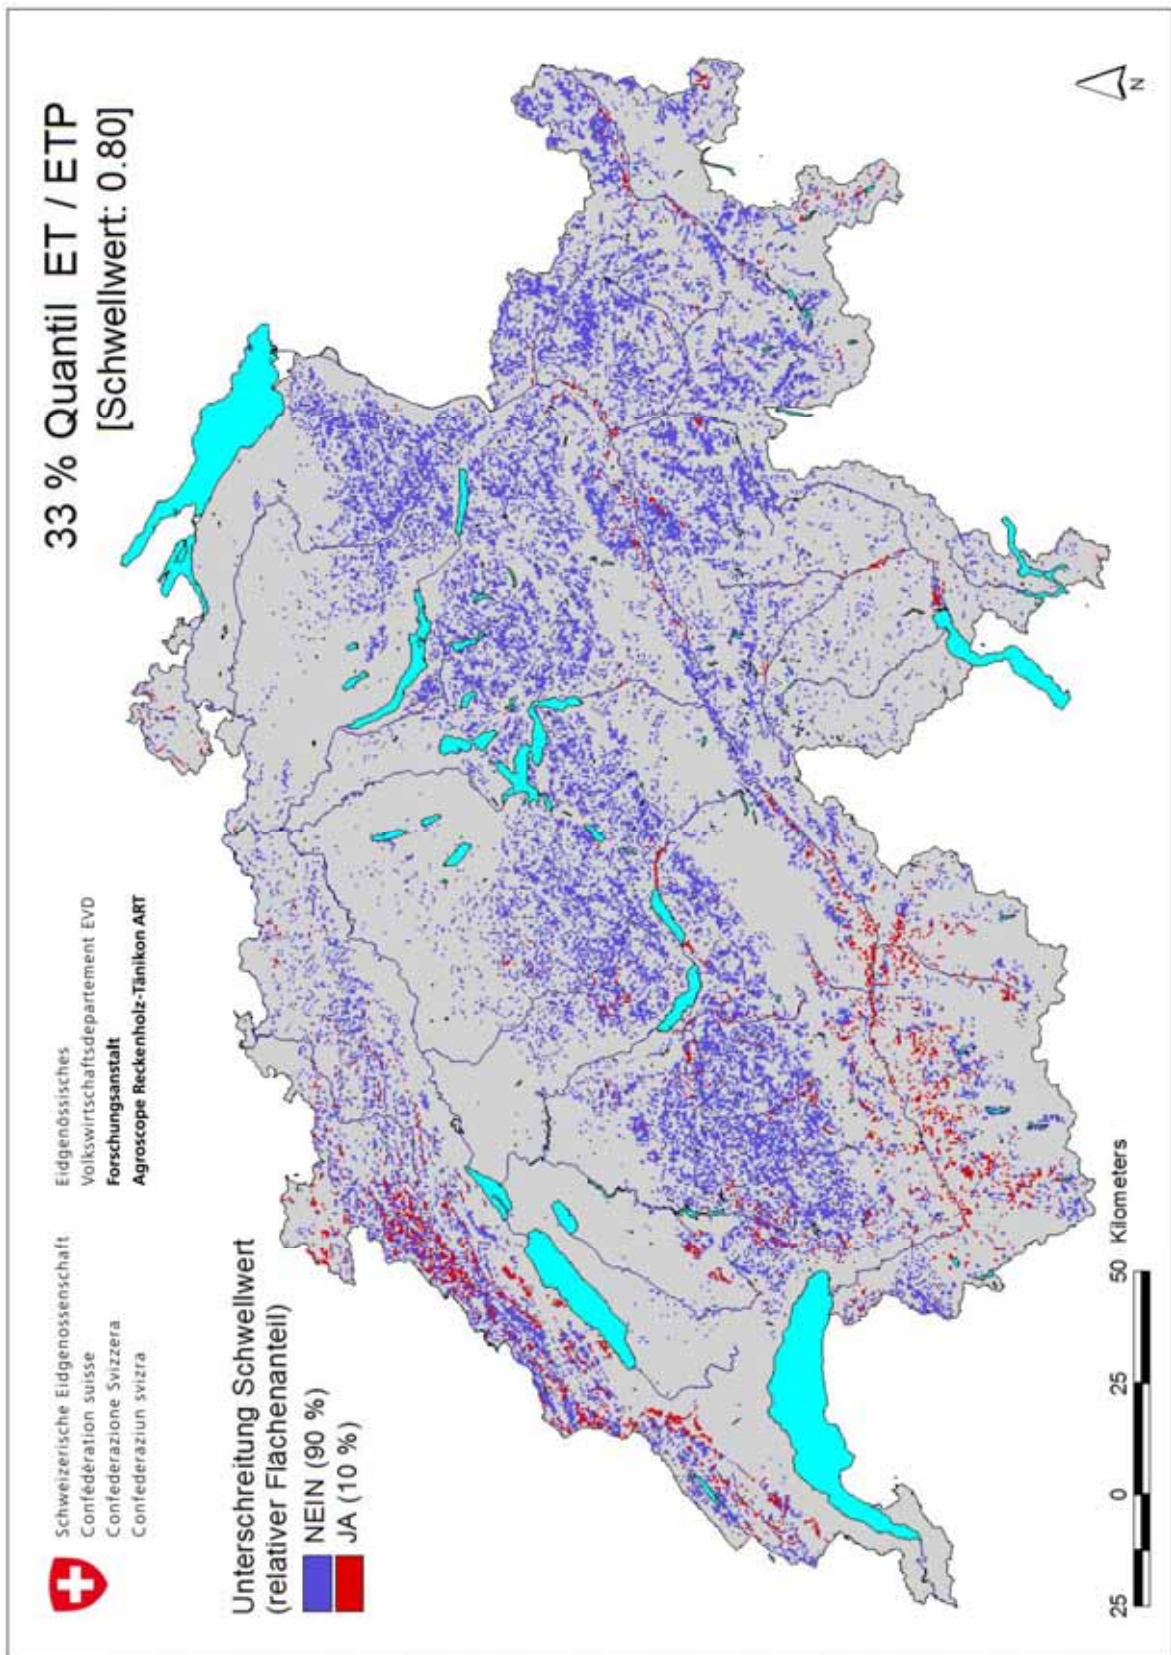 Schweizerische Eidgenossenschaft
Confédération suisse
Confederazione Svizzera
Confederaziun svizra
Eidgenössisches
Volkswirtschaftsdepartement EVD
Forschungsanstalt
Agroscope Reckenholz-Tänikon ART
33 % Quantil ET / ETP
[Schwellwert: 0.80]
Unterschreitung Schwellwert
(relativer Flächenanteil)
NEIN (90 %)
JA (10 %)
25 0 25 50 Kilometers
N